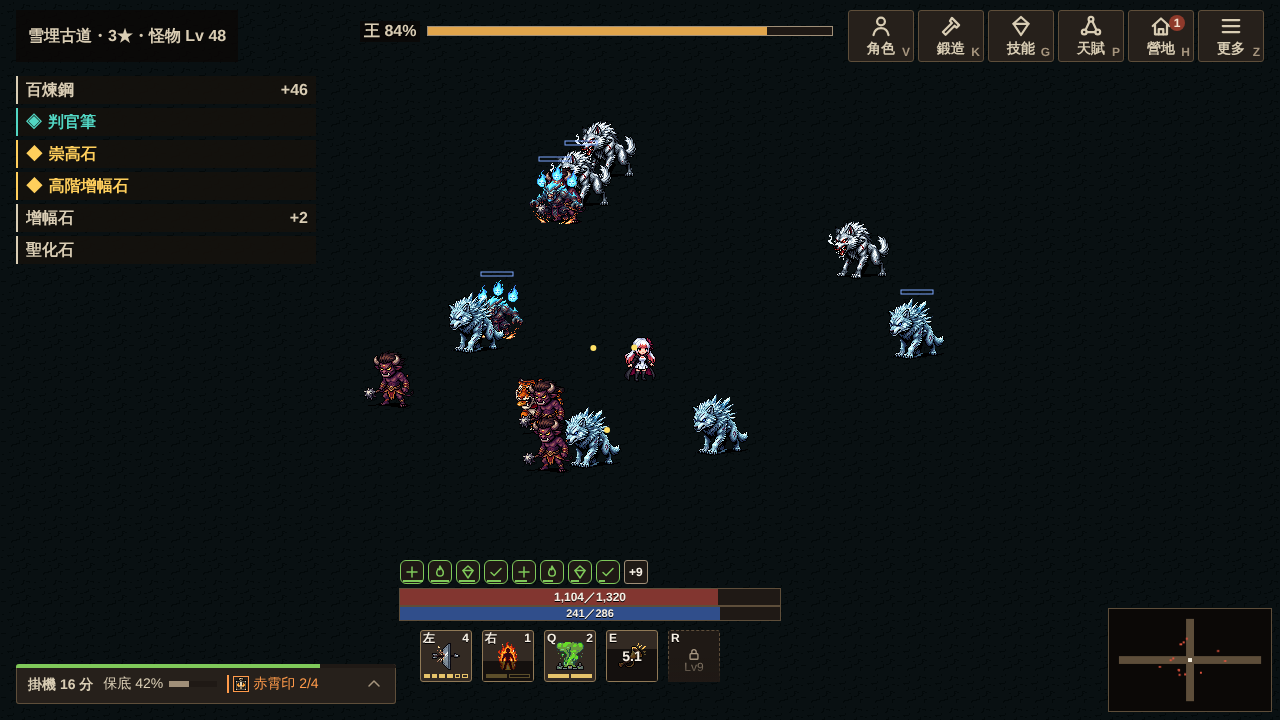 雪埋古道・3★・怪物 Lv 48
王 84%
角色 V
鍛造 K
技能 G
天賦 P
營地 H 1
更多 Z
百煉鋼 +46
判官筆
崇高石
高階增幅石
增幅石 +2
聖化石
+9
1,104／1,320
241／286
左 4
右 1
Q 2
E 5.1
R Lv9
掛機 16 分 保底 42% 赤霄印 2/4